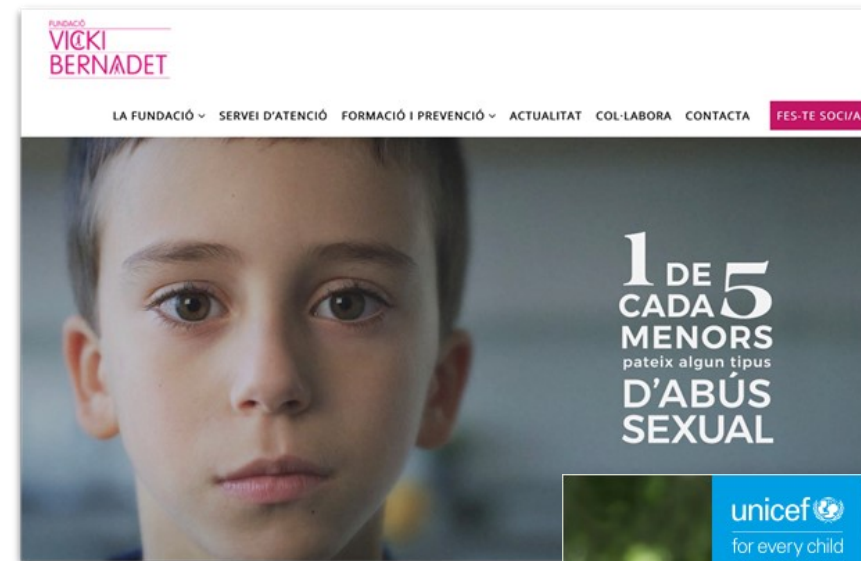 FUNDACIÓ
VICKI
BERNADET
LA FUNDACIÓ SERVEI D'ATENCIÓ FORMACIÓ I PREVENCIÓ ACTUALITAT COL·LABORA CONTACTA FES-TE SOCI/A
1 DE
CADA 5
MENORS
pateix algun tipus
D'ABÚS
SEXUAL
unicef
for every child